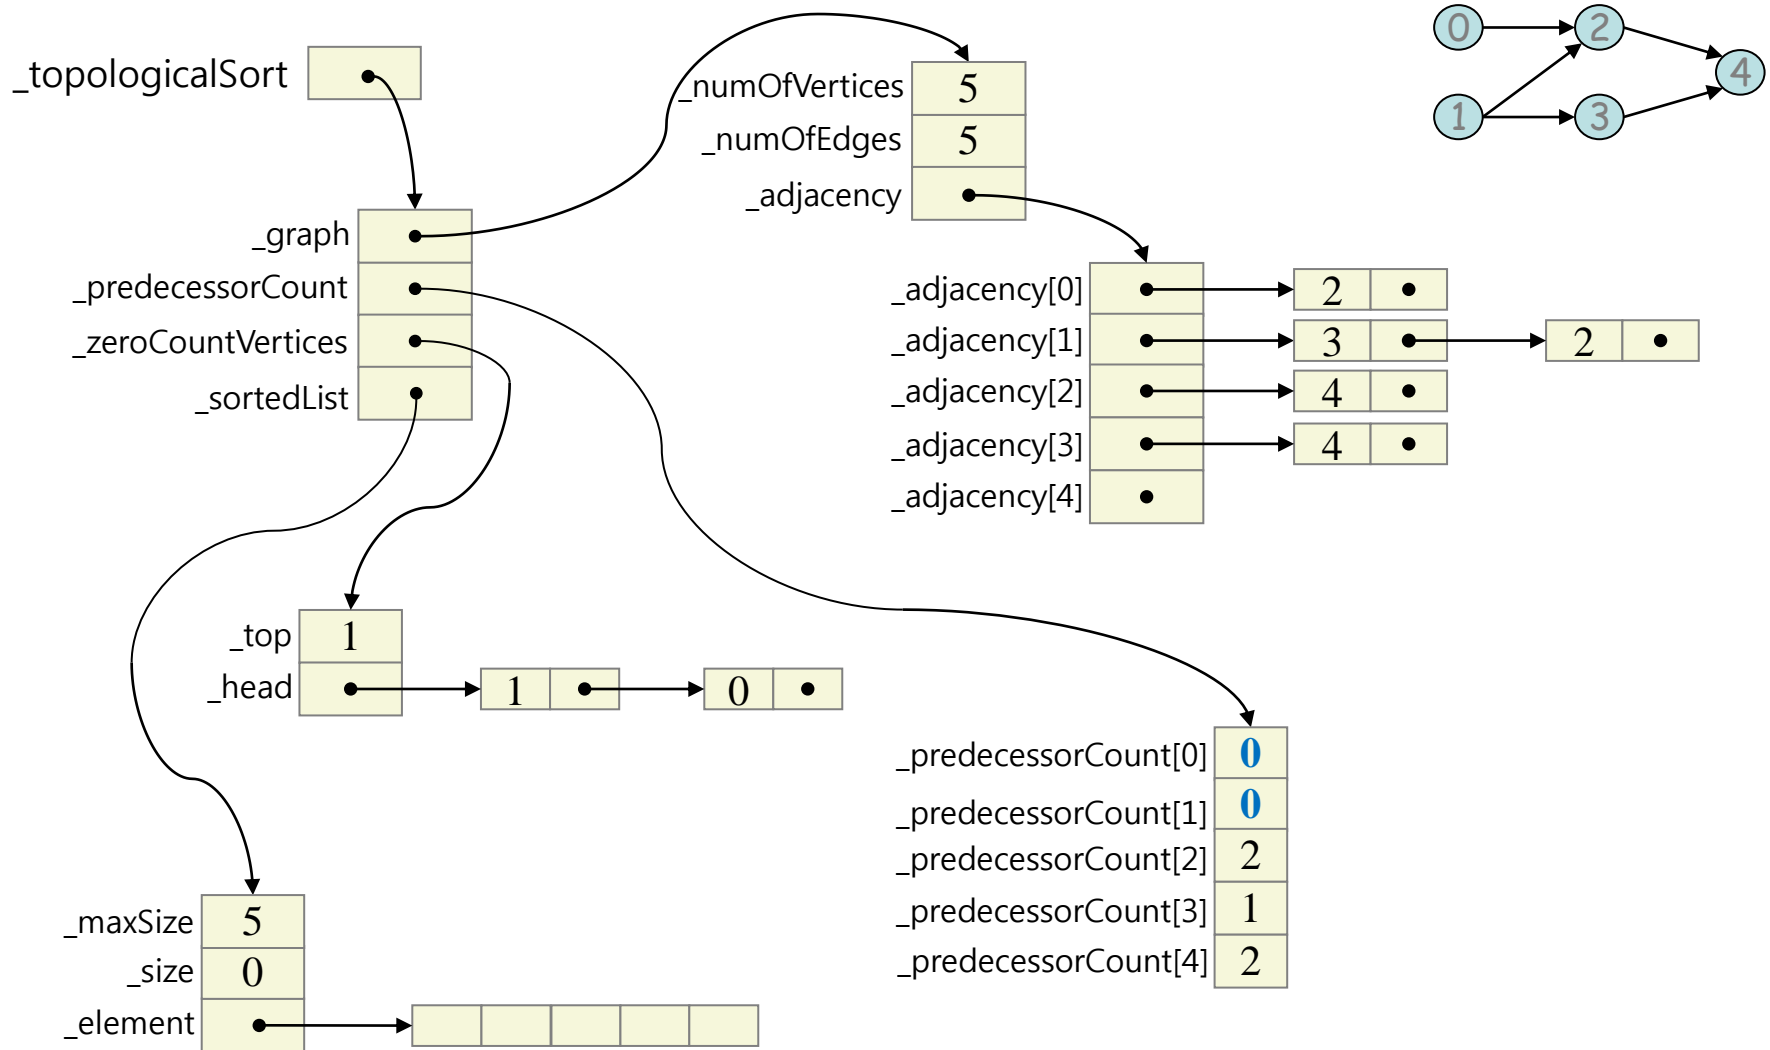 _topologicalSort
_graph
_predecessorCount
_zeroCountVertices
_sortedList
_numOfVertices 5
_numOfEdges 5
_adjacency
0 2
4
1 3
_adjacency[0] 2
_adjacency[1] 3 2
_adjacency[2] 4
_adjacency[3] 4
_adjacency[4]
_top 1
_head 1 0
_predecessorCount[0] 0
_predecessorCount[1] 0
_predecessorCount[2] 2
_predecessorCount[3] 1
_predecessorCount[4] 2
_maxSize 5
_size 0
_element